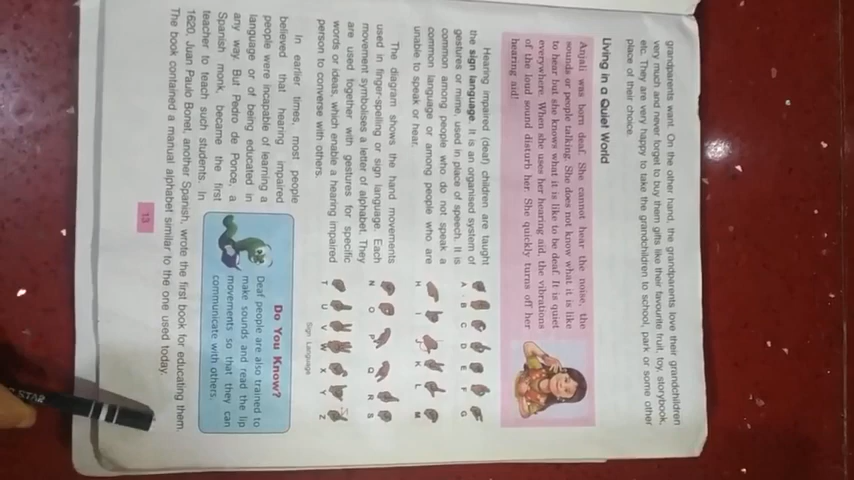 grandparents want. On the other hand, the grandparents love their grandchildren
very much and never forget to buy them gifts like their favourite fruit, toy, storybook,
etc. They are very happy to take the grandchildren to school, park or some other
place of their choice.
Living in a Quiet World
Anjali was born deaf. She cannot hear the noise, the
sounds or people talking. She does not know what it is like
to hear but she knows what it is like to be deaf. It is quiet
everywhere. When she uses her hearing aid, the vibrations
of the loud sound disturb her. She quickly turns off her
hearing aid!
Hearing impaired (deaf) children are taught
the sign language. It is an organised system of
gestures or mime, used in place of speech. It is
common among people who do not speak a
common language or among people who are
unable to speak or hear.
The diagram shows the hand movements
used in finger-spelling or sign language. Each
movement symbolises a letter of alphabet. They
are used together with gestures for specific
words or ideas, which enable a hearing impaired
person to converse with others.
A B C D E F G
H I J K L M
N O P Q R S
T U V W X Y Z
Sign Language
In earlier times, most people
believed that hearing impaired
people were incapable of learning a
language or of being educated in
any way. But Pedro de Ponce, a
Spanish monk, became the first
teacher to teach such students. In
1620, Juan Paulo Bonet, another Spanish, wrote the first book for educating them.
The book contained a manual alphabet similar to the one used today.
Do You Know?
Deaf people are also trained to
make sounds and read the lip
movements so that they can
communicate with others.
13
STAR